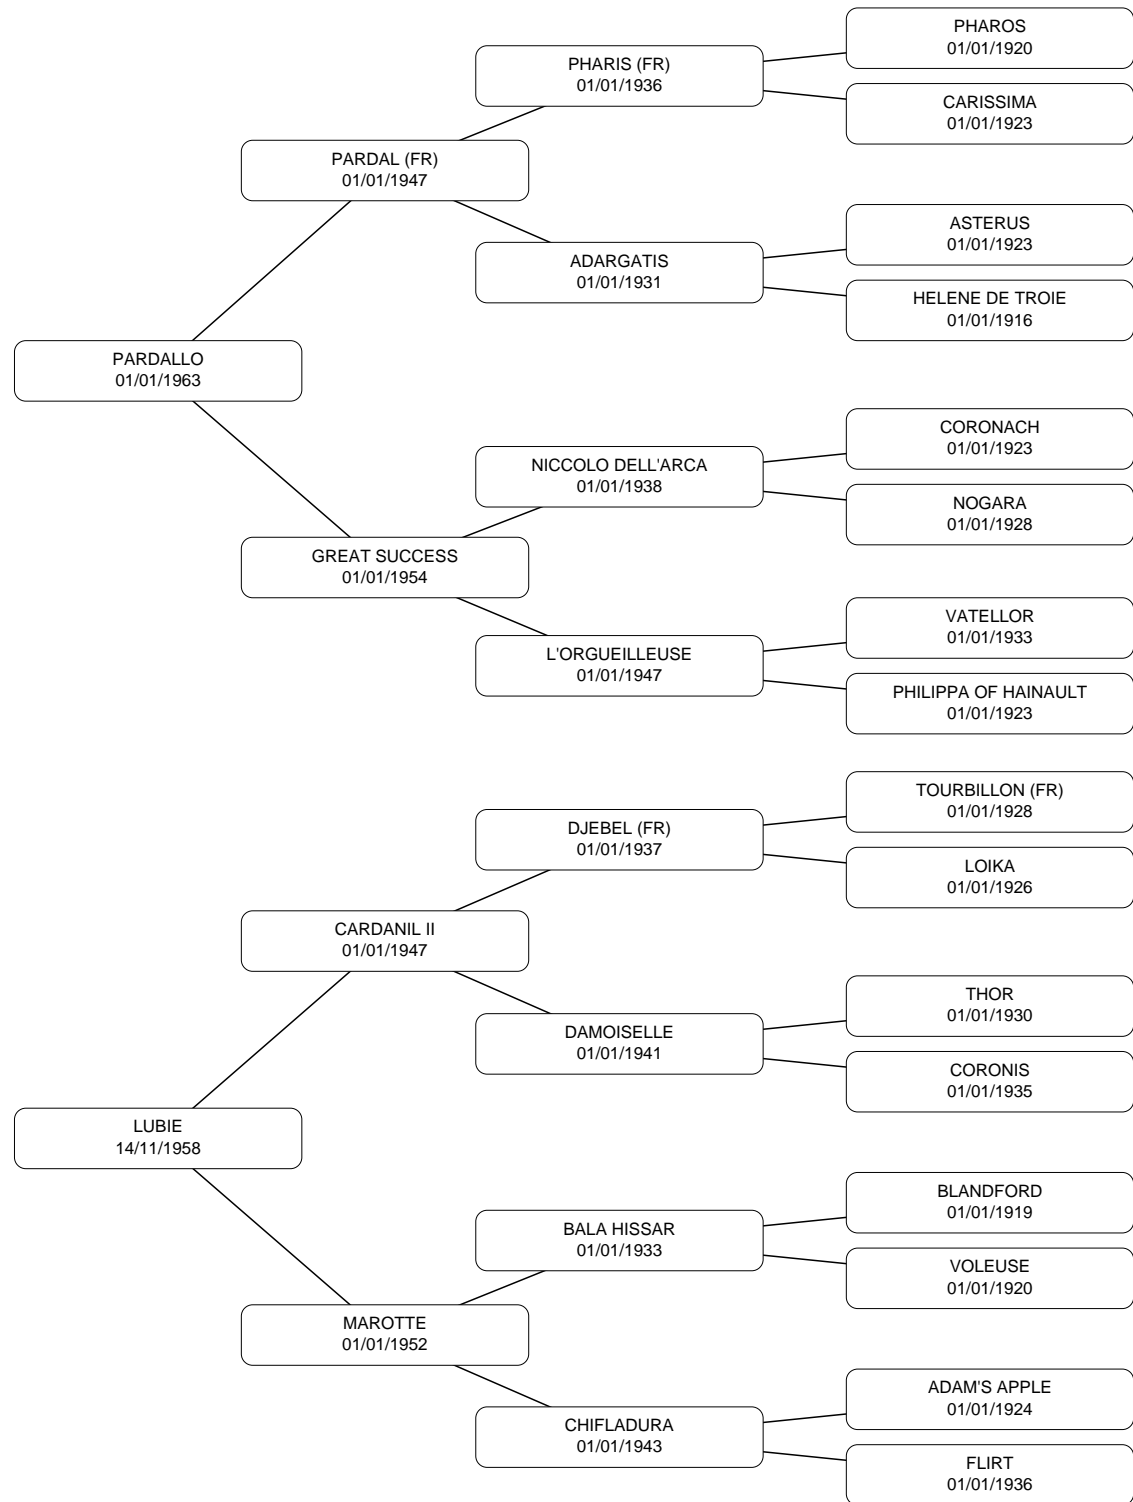 PHAROS
01/01/1920
PHARIS (FR)
01/01/1936
CARISSIMA
01/01/1923
PARDAL (FR)
01/01/1947
ASTERUS
01/01/1923
ADARGATIS
01/01/1931
HELENE DE TROIE
01/01/1916
PARDALLO
01/01/1963
CORONACH
01/01/1923
NICCOLO DELL'ARCA
01/01/1938
NOGARA
01/01/1928
GREAT SUCCESS
01/01/1954
VATELLOR
01/01/1933
L'ORGUEILLEUSE
01/01/1947
PHILIPPA OF HAINAULT
01/01/1923
TOURBILLON (FR)
01/01/1928
DJEBEL (FR)
01/01/1937
LOIKA
01/01/1926
CARDANIL II
01/01/1947
THOR
01/01/1930
DAMOISELLE
01/01/1941
CORONIS
01/01/1935
LUBIE
14/11/1958
BLANDFORD
01/01/1919
BALA HISSAR
01/01/1933
VOLEUSE
01/01/1920
MAROTTE
01/01/1952
ADAM'S APPLE
01/01/1924
CHIFLADURA
01/01/1943
FLIRT
01/01/1936